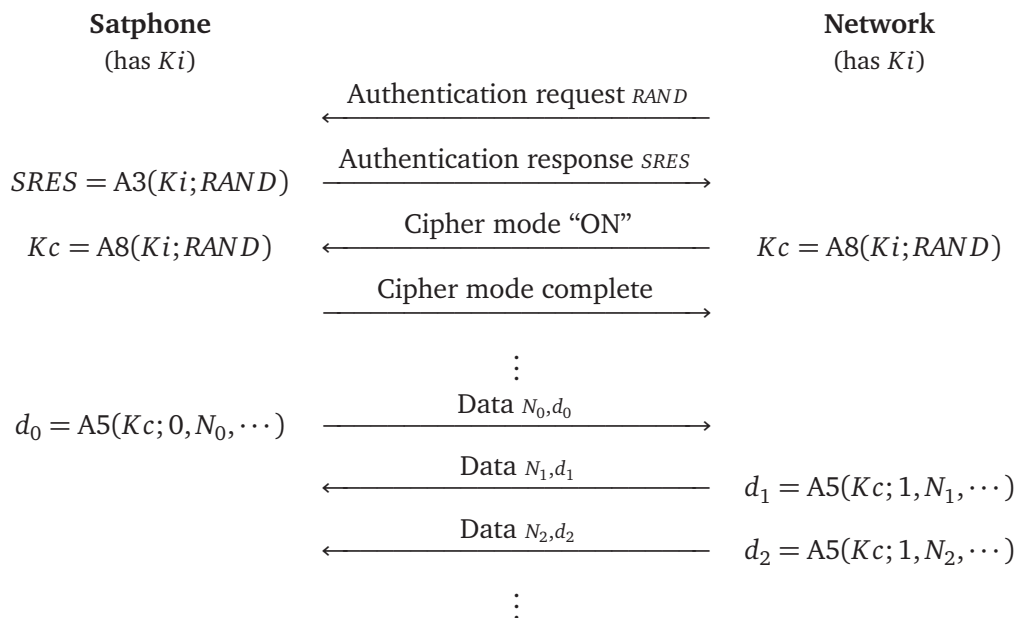 Satphone Network
(has Ki) (has Ki)
Authentication request RAND
Authentication response SRES
SRES = A3(Ki; RAND)
Cipher mode “ON”
Kc = A8(Ki; RAND) Kc = A8(Ki; RAND)
Cipher mode complete
⋮
Data N₀,d₀
d₀ = A5(Kc; 0, N₀, ⋯)
Data N₁,d₁
d₁ = A5(Kc; 1, N₁, ⋯)
Data N₂,d₂
d₂ = A5(Kc; 1, N₂, ⋯)
⋮